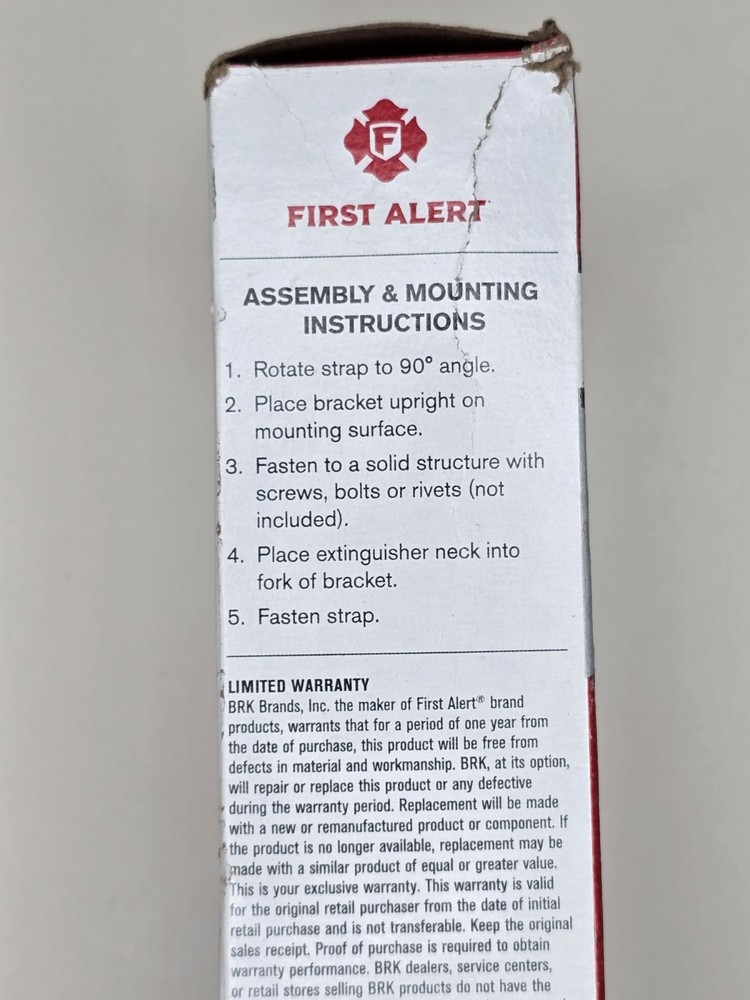 F
FIRST ALERT
ASSEMBLY & MOUNTING
INSTRUCTIONS
1. Rotate strap to 90° angle.
2. Place bracket upright on
mounting surface.
3. Fasten to a solid structure with
screws, bolts or rivets (not
included).
4. Place extinguisher neck into
fork of bracket.
5. Fasten strap.
LIMITED WARRANTY
BRK Brands, Inc. the maker of First Alert® brand
products, warrants that for a period of one year from
the date of purchase, this product will be free from
defects in material and workmanship. BRK, at its option,
will repair or replace this product or any defective
during the warranty period. Replacement will be made
with a new or remanufactured product or component. If
the product is no longer available, replacement may be
made with a similar product of equal or greater value.
This is your exclusive warranty. This warranty is valid
for the original retail purchaser from the date of initial
retail purchase and is not transferable. Keep the original
sales receipt. Proof of purchase is required to obtain
warranty performance. BRK dealers, service centers,
or retail stores selling BRK products do not have the